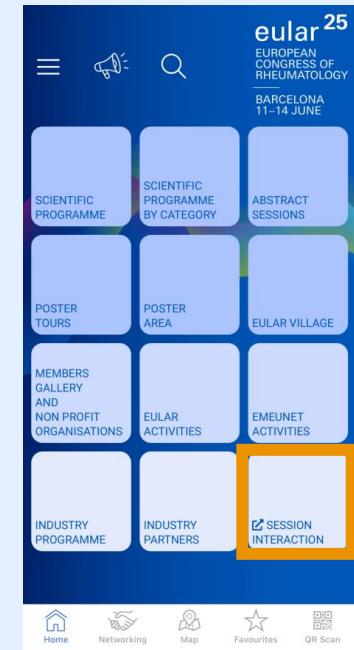 eular 25
EUROPEAN
CONGRESS OF
RHEUMATOLOGY
BARCELONA
11–14 JUNE
SCIENTIFIC
PROGRAMME
SCIENTIFIC
PROGRAMME
BY CATEGORY
ABSTRACT
SESSIONS
POSTER
TOURS
POSTER
AREA
EULAR VILLAGE
MEMBERS
GALLERY
AND
NON PROFIT
ORGANISATIONS
EULAR
ACTIVITIES
EMEUNET
ACTIVITIES
INDUSTRY
PROGRAMME
INDUSTRY
PARTNERS
SESSION
INTERACTION
Home
Networking
Map
Favourites
QR Scan